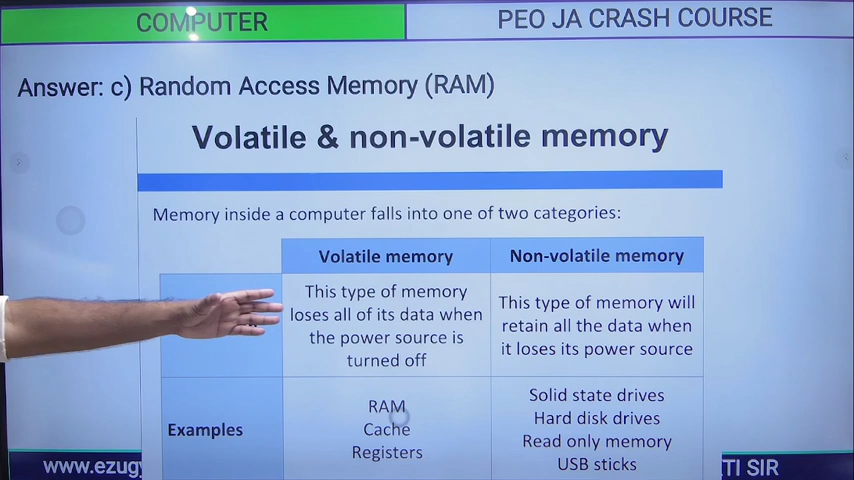 COMPUTER
PEO JA CRASH COURSE
Answer: c) Random Access Memory (RAM)
Volatile & non-volatile memory
Memory inside a computer falls into one of two categories:
Volatile memory
Non-volatile memory
This type of memory
loses all of its data when
the power source is
turned off
This type of memory will
retain all the data when
it loses its power source
Examples
RAM
Cache
Registers
Solid state drives
Hard disk drives
Read only memory
USB sticks
SIR